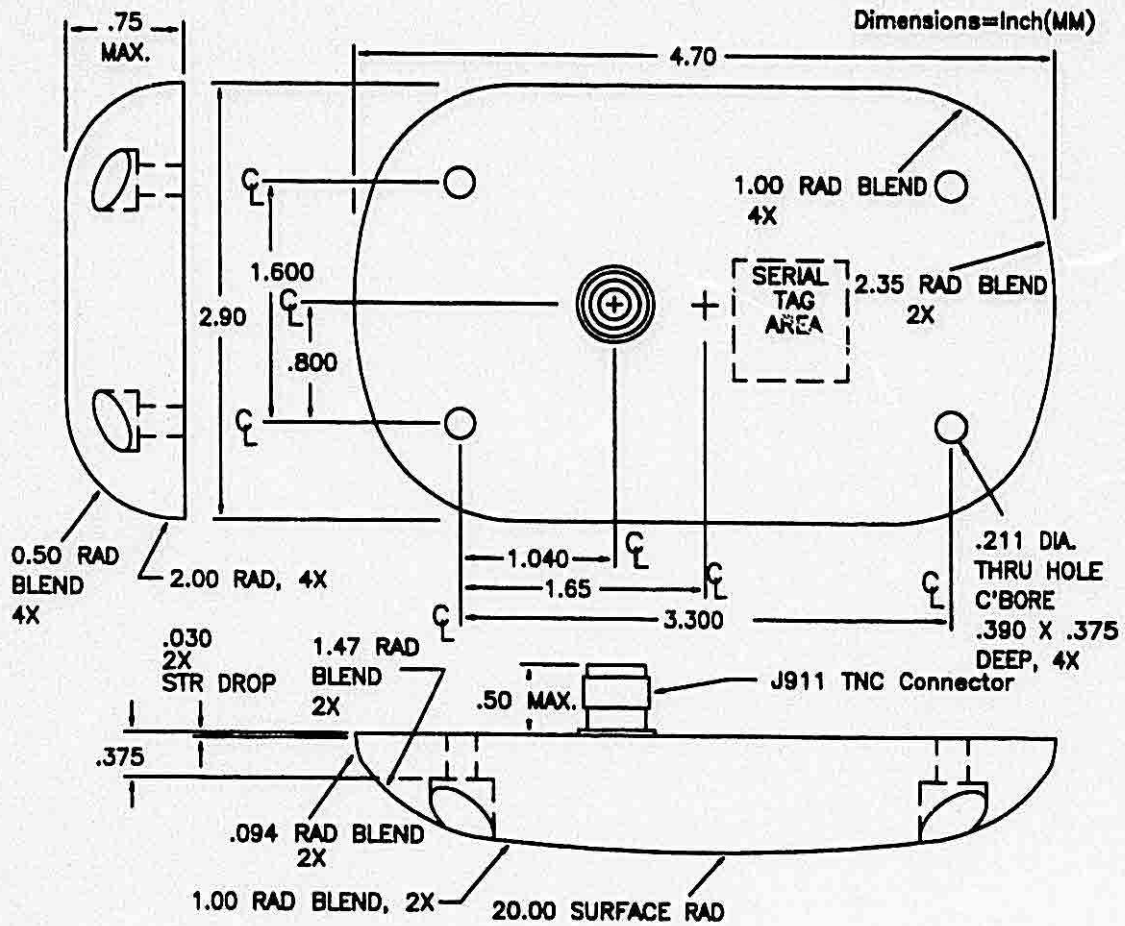 Dimensions=Inch(MM)
.75
MAX.
4.70
1.00 RAD BLEND
4X
℄
1.600
℄
2.90
.800
℄
SERIAL
TAG
AREA
2.35 RAD BLEND
2X
0.50 RAD
BLEND
4X
2.00 RAD, 4X
1.040
℄
1.65
℄
3.300
℄
℄
.211 DIA.
THRU HOLE
C'BORE
.390 X .375
DEEP, 4X
.030
2X
STR DROP
1.47 RAD
BLEND
2X
.50 MAX.
J911 TNC Connector
.375
.094 RAD BLEND
2X
1.00 RAD BLEND, 2X
20.00 SURFACE RAD